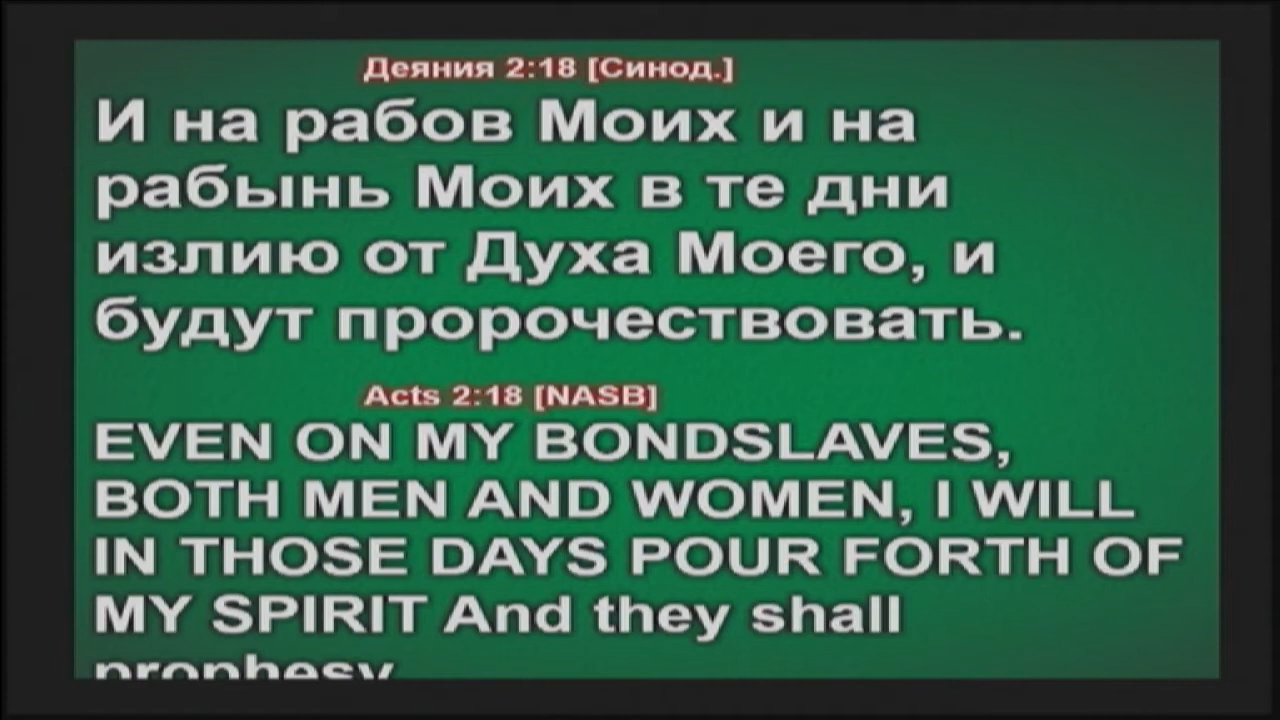 Деяния 2:18 [Синод.]
И на рабов Моих и на
рабынь Моих в те дни
излию от Духа Моего, и
будут пророчествовать.
Acts 2:18 [NASB]
EVEN ON MY BONDSLAVES,
BOTH MEN AND WOMEN, I WILL
IN THOSE DAYS POUR FORTH OF
MY SPIRIT And they shall
prophesy